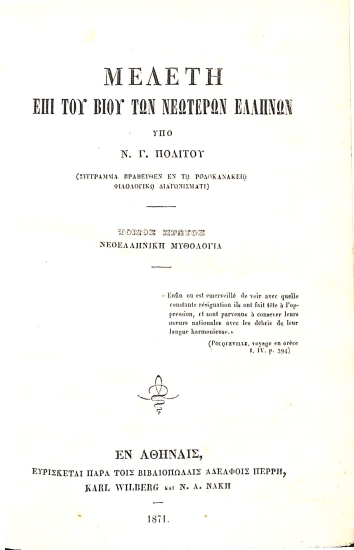 ΜΕΛΕΤΗ
ΕΠΙ ΤΟΥ ΒΙΟΥ ΤΩΝ ΝΕΩΤΕΡΩΝ ΕΛΛΗΝΩΝ
ΥΠΟ
Ν. Γ. ΠΟΛΙΤΟΥ
(ΣΥΓΓΡΑΜΜΑ ΒΡΑΒΕΥΘΕΝ ΕΝ ΤΩ ΡΟΔΟΚΑΝΑΚΕΙΩ
ΦΙΛΟΛΟΓΙΚΩ ΔΙΑΓΩΝΙΣΜΑΤΙ)
ΤΟΜΟΣ ΠΡΩΤΟΣ
ΝΕΟΕΛΛΗΝΙΚΗ ΜΥΘΟΛΟΓΙΑ
« Enfin on est emerveillé de voir avec quelle
constante résignation ils ont fait tête à l'op-
pression, et sont parvenus à consever leurs
mœurs nationales avec les débris de leur
langue harmonieuse.»
(POUQUEVILLE, voyage en Grèce
t. IV. p. 394)
ΕΝ ΑΘΗΝΑΙΣ,
ΕΥΡΙΣΚΕΤΑΙ ΠΑΡΑ ΤΟΙΣ ΒΙΒΛΙΟΠΩΛΑΙΣ ΑΔΕΛΦΟΙΣ ΠΕΡΡΗ,
KARL WILBERG και Ν. Α. ΝΑΚΗ
1871.